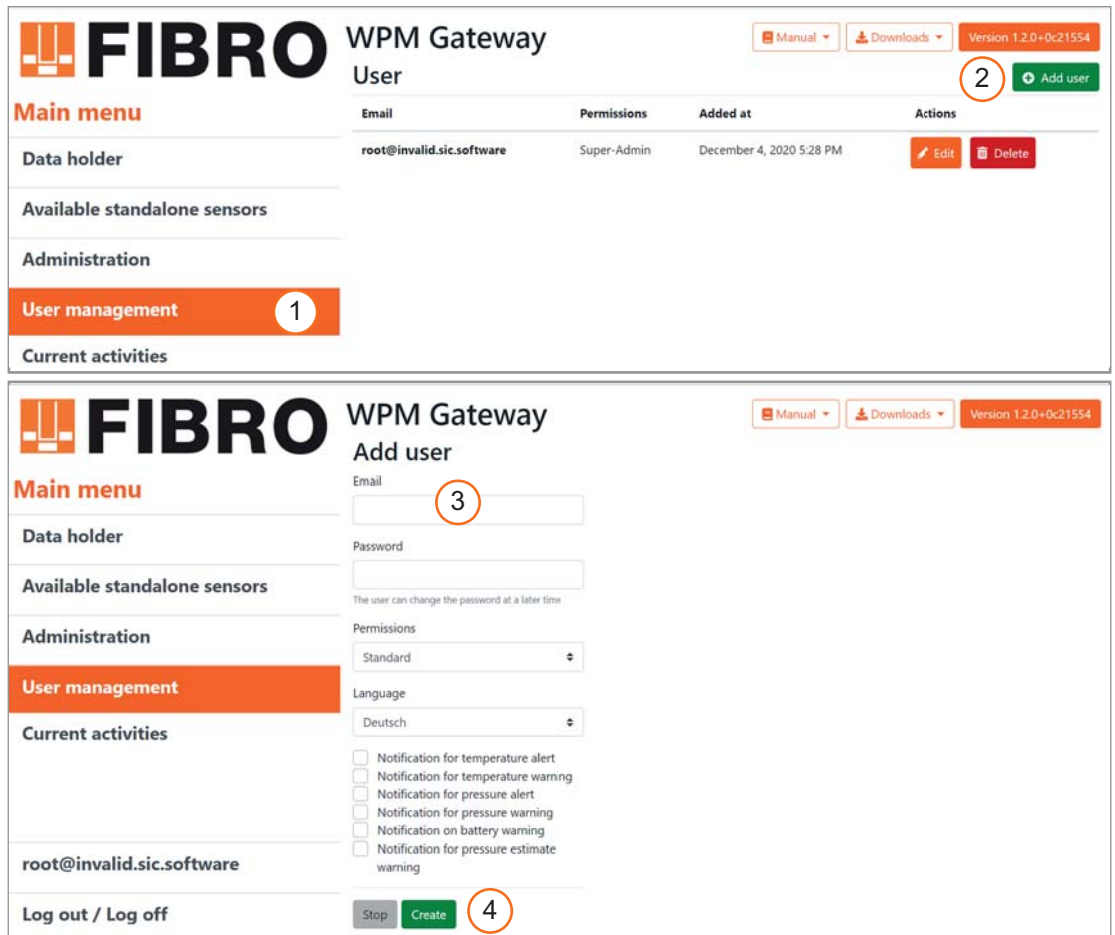 FIBRO
WPM Gateway
Manual
Downloads
Version 1.2.0+0c21554
User
2
Add user
Main menu
Email Permissions Added at Actions
root@invalid.sic.software Super-Admin December 4, 2020 5:28 PM Edit Delete
Data holder
Available standalone sensors
Administration
User management
1
Current activities
FIBRO
WPM Gateway
Manual
Downloads
Version 1.2.0+0c21554
Add user
Main menu
Data holder
Available standalone sensors
Administration
User management
Current activities
root@invalid.sic.software
Log out / Log off
Email
3
Password
The user can change the password at a later time
Permissions
Standard
Language
Deutsch
Notification for temperature alert
Notification for temperature warning
Notification for pressure alert
Notification for pressure warning
Notification on battery warning
Notification for pressure estimate
warning
Stop
Create
4